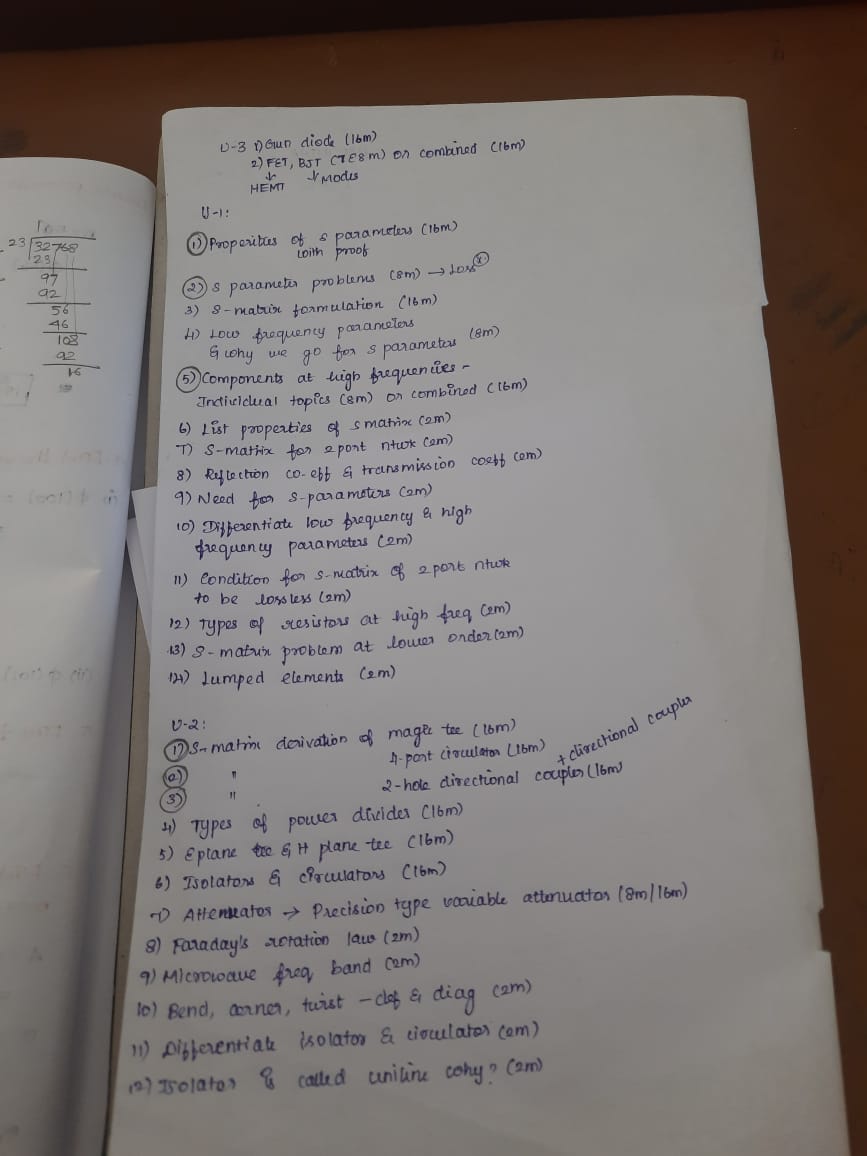 23 32768
23
97
92
56
46
108
92
16
U-3 1) Gun diode (16m)
2) FET, BJT (TE8m) or combined (16m)
↓ ↓ Modes
HEMT
U-1:
1) Properities of s parameters (16m)
with proof
2) s parameter problems (8m) → Loss
3) S-matrix formulation (16m)
4) Low frequency parameters
& why we go for s parameters (8m)
5) Components at high frequencies -
Individual topics (8m) or combined (16m)
6) List properties of s matrix (2m)
7) S-matrix for 2port ntwk (2m)
8) Reflection co-eff & transmission coeff (2m)
9) Need for s-parameters (2m)
10) Differentiate low frequency & high
frequency parameters (2m)
11) Condition for s-matrix of 2port ntwk
to be lossless (2m)
12) Types of resistors at high freq (2m)
13) S-matrix problem at lower order (2m)
14) Lumped elements (2m)
U-2:
1) S-matrix derivation of magic tee (16m)
2) " 4-port circulator (16m)
3) " 2-hole directional coupler (16m) + directional coupler
4) Types of power divider (16m)
5) Eplane tee & H plane tee (16m)
6) Isolators & circulators (16m)
7) Attenuator → Precision type variable attenuator (8m/16m)
8) Faraday's rotation law (2m)
9) Microwave freq band (2m)
10) Bend, corner, twist - def & diag (2m)
11) Differentiate isolator & circulator (2m)
12) Isolator is called uniline why? (2m)